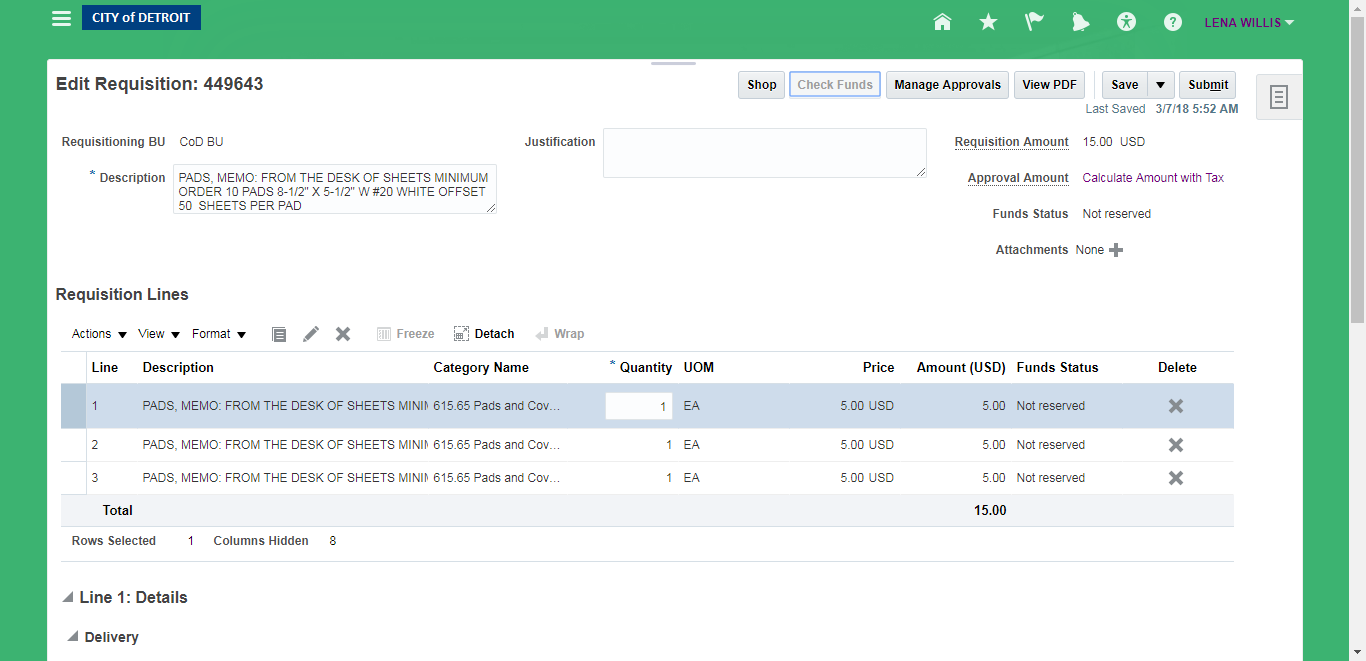 CITY of DETROIT
LENA WILLIS
Edit Requisition: 449643
Shop
Check Funds
Manage Approvals
View PDF
Save
Submit
Last Saved 3/7/18 5:52 AM
Requisitioning BU CoD BU
* Description PADS, MEMO: FROM THE DESK OF SHEETS MINIMUM
ORDER 10 PADS 8-1/2" X 5-1/2" W #20 WHITE OFFSET
50 SHEETS PER PAD
Justification
Requisition Amount 15.00 USD
Approval Amount Calculate Amount with Tax
Funds Status Not reserved
Attachments None
Requisition Lines
Actions View Format Freeze Detach Wrap
Line Description Category Name * Quantity UOM Price Amount (USD) Funds Status Delete
1 PADS, MEMO: FROM THE DESK OF SHEETS MINI 615.65 Pads and Cov... 1 EA 5.00 USD 5.00 Not reserved
2 PADS, MEMO: FROM THE DESK OF SHEETS MINI 615.65 Pads and Cov... 1 EA 5.00 USD 5.00 Not reserved
3 PADS, MEMO: FROM THE DESK OF SHEETS MINI 615.65 Pads and Cov... 1 EA 5.00 USD 5.00 Not reserved
Total 15.00
Rows Selected 1 Columns Hidden 8
Line 1: Details
Delivery